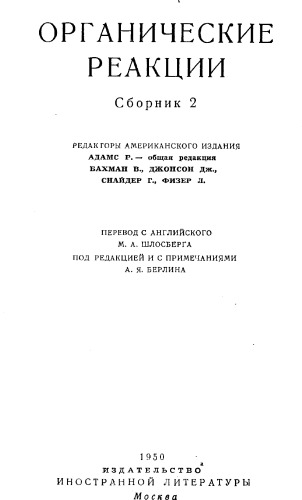 ОРГАНИЧЕСКИЕ
РЕАКЦИИ
Сборник 2
РЕДАКТОРЫ АМЕРИКАНСКОГО ИЗДАНИЯ
АДАМС Р. — общая редакция
БАХМАН В., ДЖОНСОН Дж.,
СНАЙДЕР Г., ФИЗЕР Л.
ПЕРЕВОД С АНГЛИЙСКОГО
М. А. ШЛОСБЕРГА
ПОД РЕДАКЦИЕЙ И С ПРИМЕЧАНИЯМИ
А. Я. БЕРЛИНА
1950
ИЗДАТЕЛЬСТВО
ИНОСТРАННОЙ ЛИТЕРАТУРЫ
Москва